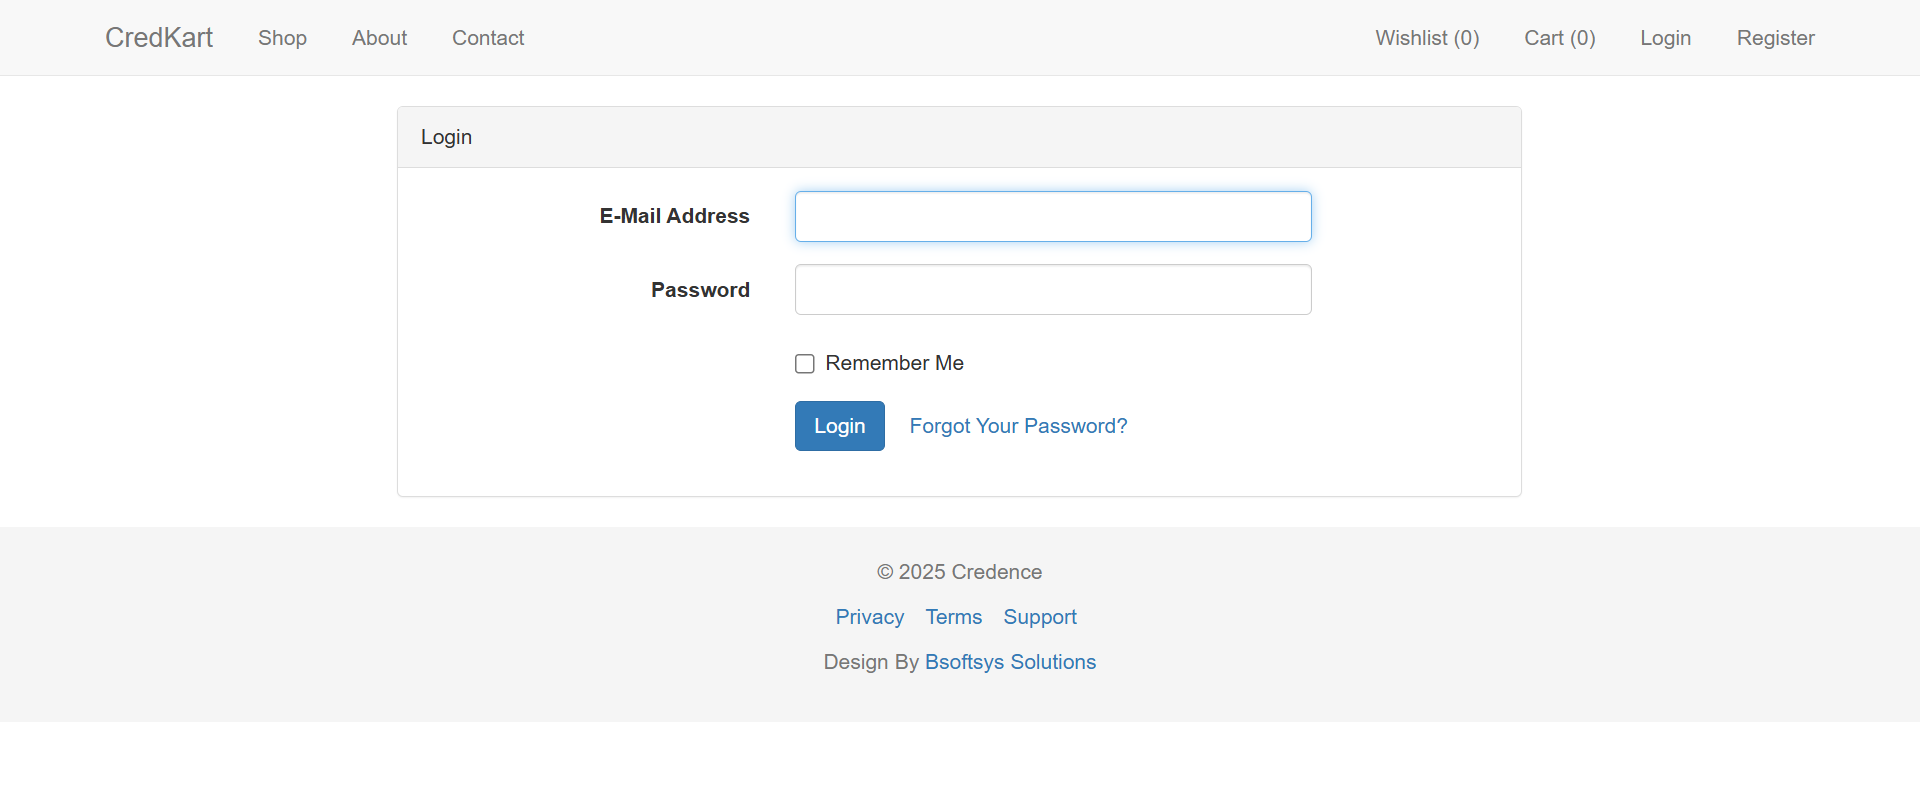 CredKart Shop About Contact Wishlist (0) Cart (0) Login Register
Login
E-Mail Address
Password
Remember Me
Login Forgot Your Password?
© 2025 Credence
Privacy Terms Support
Design By Bsoftsys Solutions